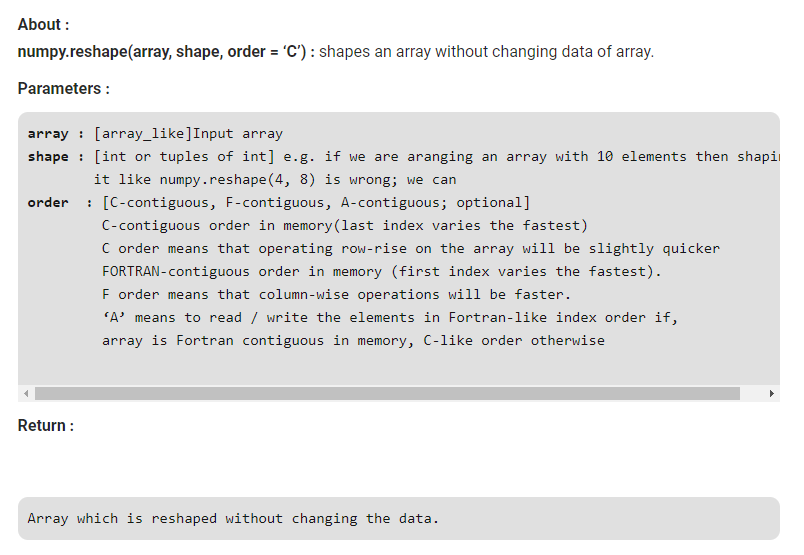 About :
numpy.reshape(array, shape, order = ‘C’) : shapes an array without changing data of array.
Parameters :
array : [array_like]Input array
shape : [int or tuples of int] e.g. if we are aranging an array with 10 elements then shapi
it like numpy.reshape(4, 8) is wrong; we can
order : [C-contiguous, F-contiguous, A-contiguous; optional]
C-contiguous order in memory(last index varies the fastest)
C order means that operating row-rise on the array will be slightly quicker
FORTRAN-contiguous order in memory (first index varies the fastest).
F order means that column-wise operations will be faster.
‘A’ means to read / write the elements in Fortran-like index order if,
array is Fortran contiguous in memory, C-like order otherwise
Return :
Array which is reshaped without changing the data.